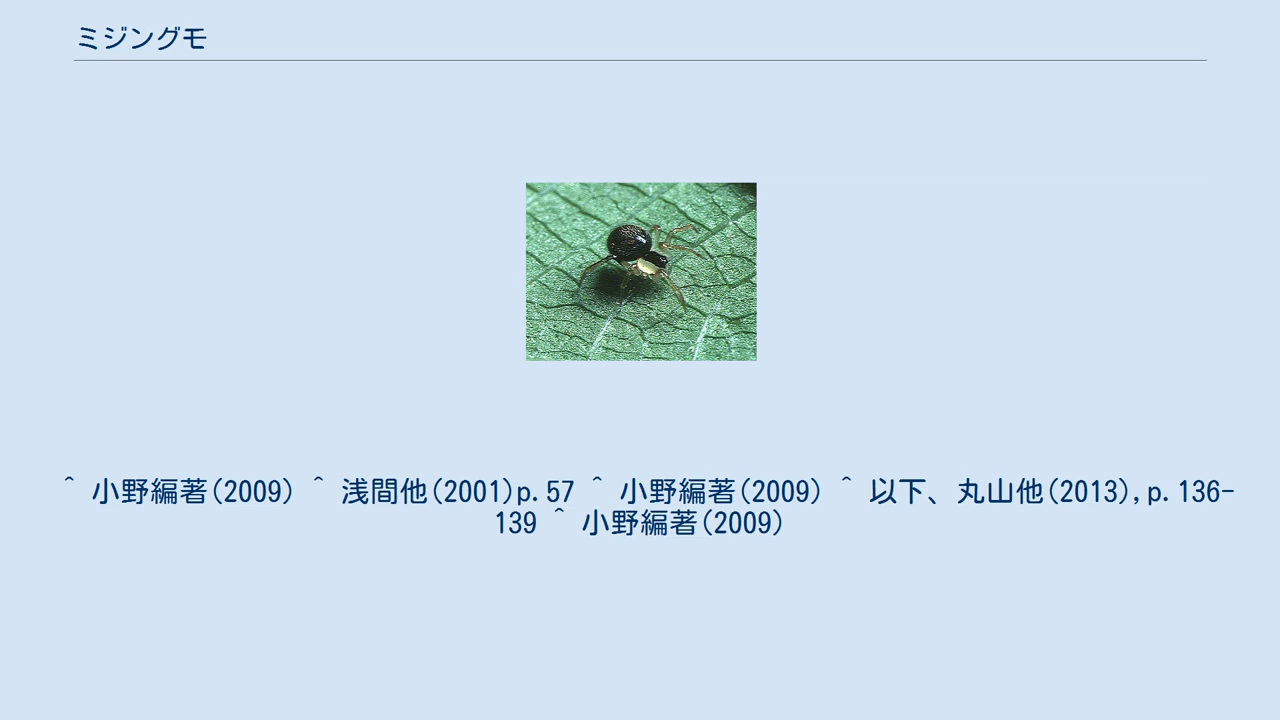 ミジングモ
^ 小野編著(2009) ^ 浅間他(2001)p.57 ^ 小野編著(2009) ^ 以下、丸山他(2013),p.136-
139 ^ 小野編著(2009)